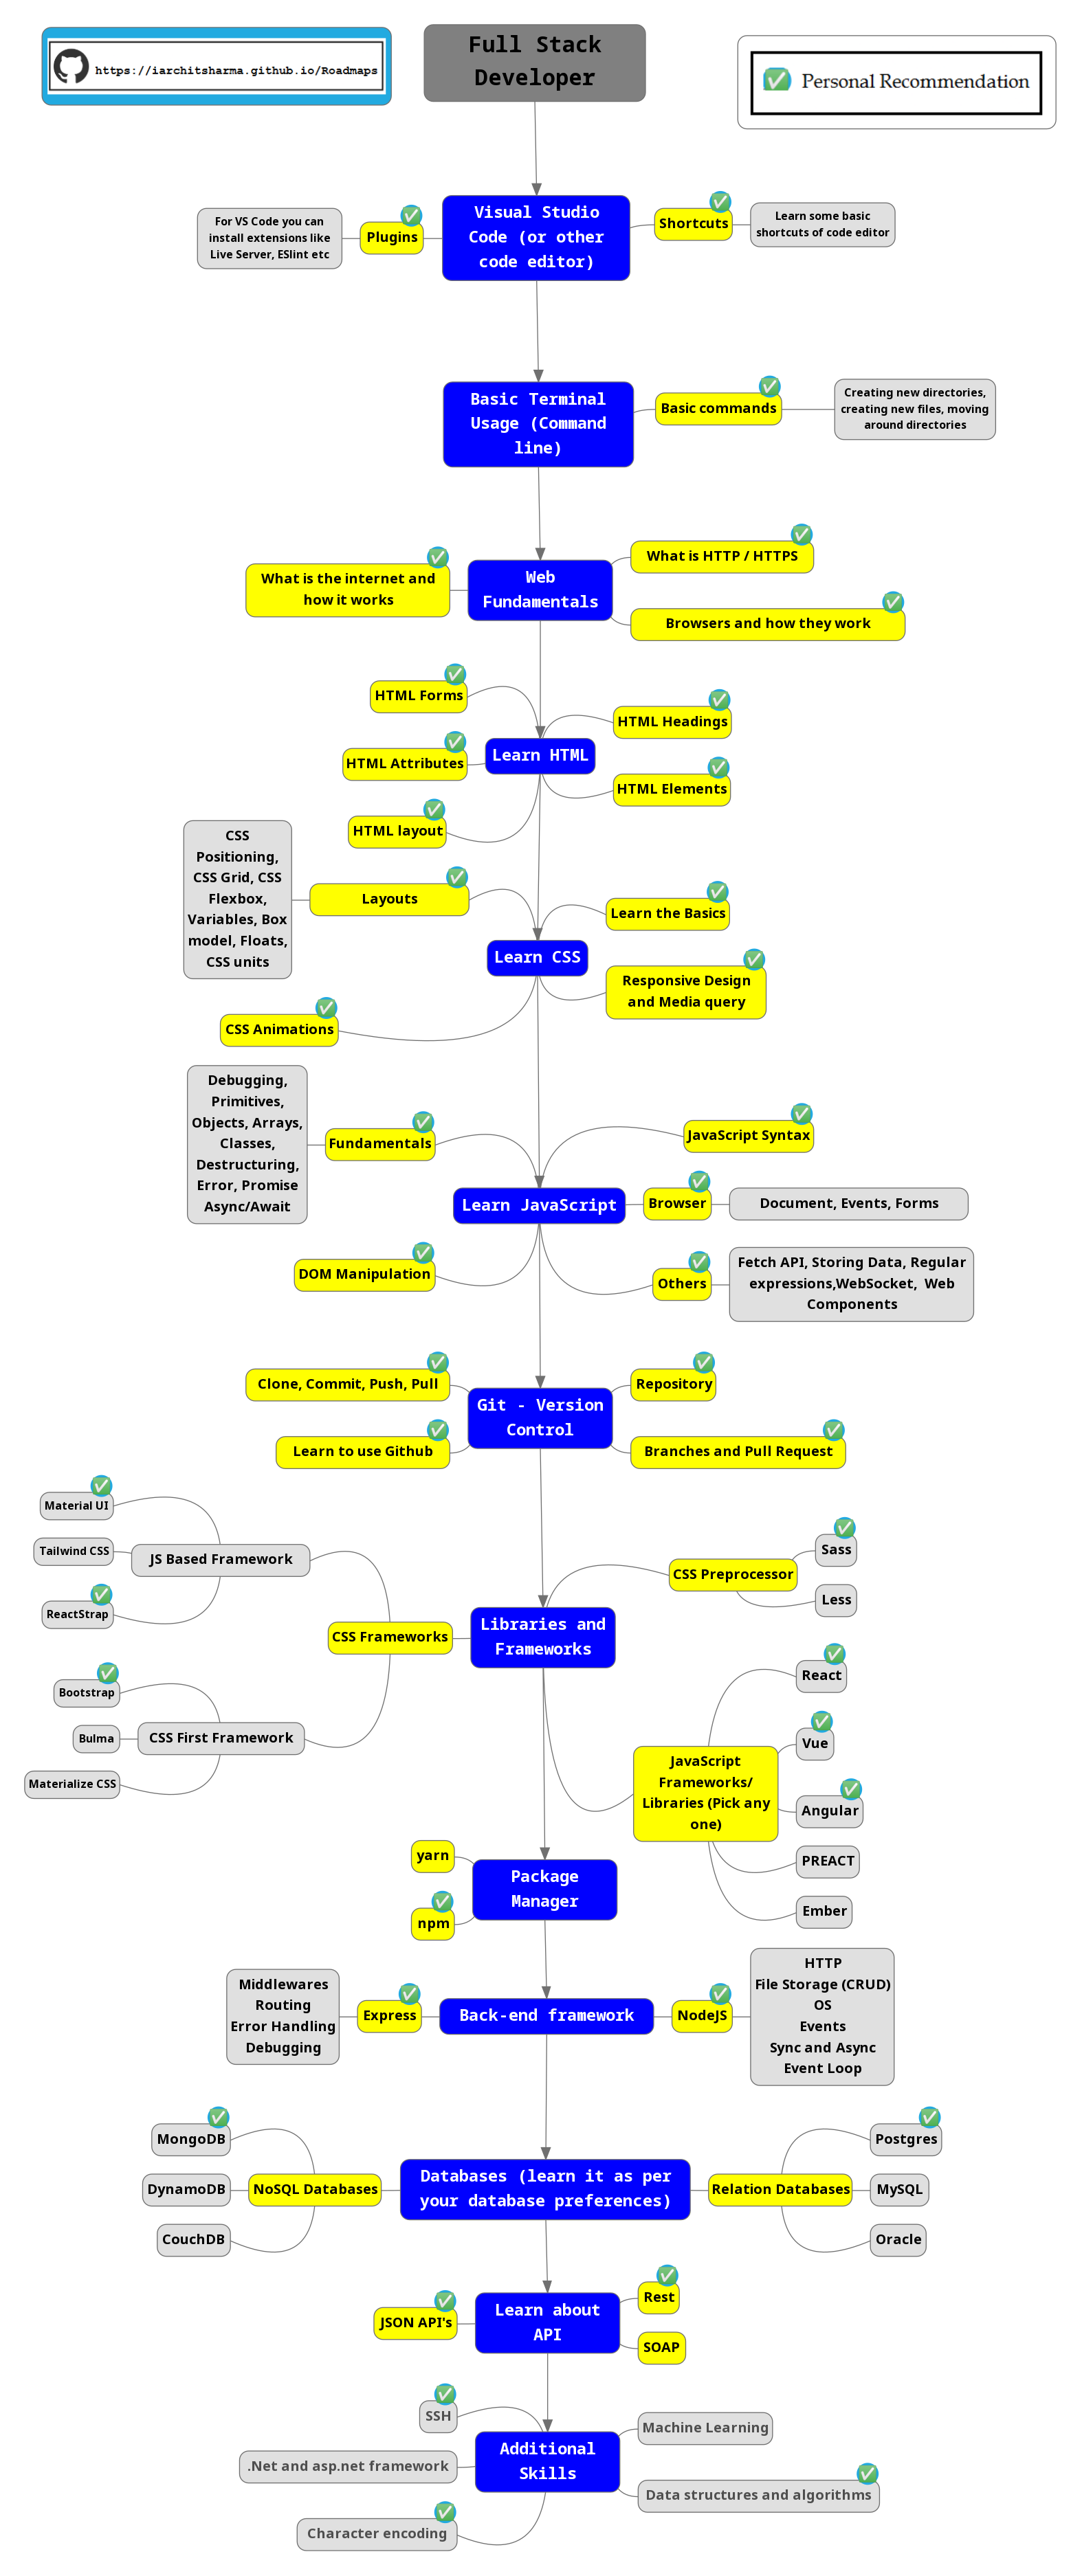 https://iarchitsharma.github.io/Roadmaps
Full Stack
Developer
Personal Recommendation
For VS Code you can
install extensions like
Live Server, ESlint etc
Plugins
Visual Studio
Code (or other
code editor)
Shortcuts
Learn some basic
shortcuts of code editor
Basic Terminal
Usage (Command
line)
Basic commands
Creating new directories,
creating new files, moving
around directories
What is the internet and
how it works
Web
Fundamentals
What is HTTP / HTTPS
Browsers and how they work
HTML Forms
HTML Attributes
HTML layout
Learn HTML
HTML Headings
HTML Elements
CSS
Positioning,
CSS Grid, CSS
Flexbox,
Variables, Box
model, Floats,
CSS units
Layouts
CSS Animations
Learn CSS
Learn the Basics
Responsive Design
and Media query
Debugging,
Primitives,
Objects, Arrays,
Classes,
Destructuring,
Error, Promise
Async/Await
Fundamentals
DOM Manipulation
Learn JavaScript
JavaScript Syntax
Browser
Document, Events, Forms
Others
Fetch API, Storing Data, Regular
expressions,WebSocket, Web
Components
Clone, Commit, Push, Pull
Learn to use Github
Git - Version
Control
Repository
Branches and Pull Request
Material UI
Tailwind CSS
ReactStrap
JS Based Framework
Bootstrap
Bulma
Materialize CSS
CSS First Framework
CSS Frameworks
Libraries and
Frameworks
CSS Preprocessor
Sass
Less
JavaScript
Frameworks/
Libraries (Pick any
one)
React
Vue
Angular
PREACT
Ember
yarn
npm
Package
Manager
Middlewares
Routing
Error Handling
Debugging
Express
Back-end framework
NodeJS
HTTP
File Storage (CRUD)
OS
Events
Sync and Async
Event Loop
MongoDB
DynamoDB
CouchDB
NoSQL Databases
Databases (learn it as per
your database preferences)
Relation Databases
Postgres
MySQL
Oracle
JSON API's
Learn about
API
Rest
SOAP
SSH
.Net and asp.net framework
Character encoding
Additional
Skills
Machine Learning
Data structures and algorithms